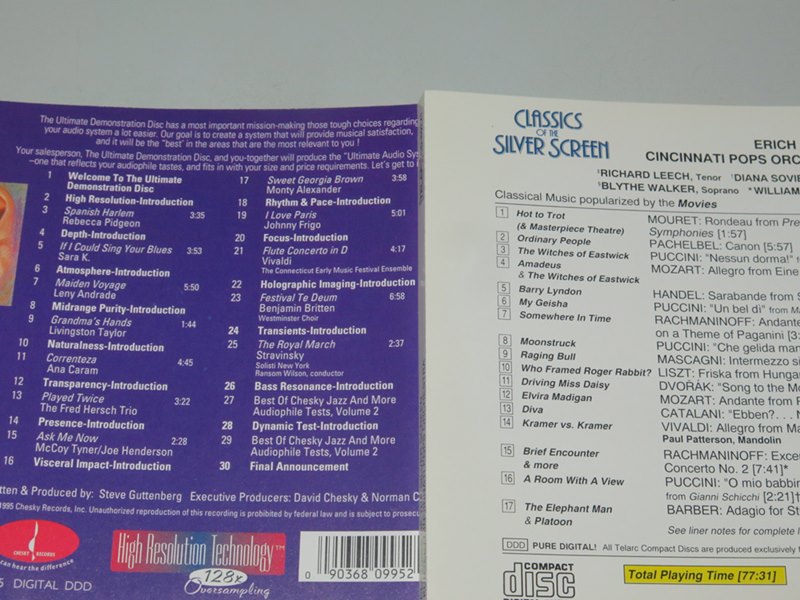 The Ultimate Demonstration Disc has a most important mission-making those tough choices regarding
your audio system a lot easier. Our goal is to create a system that will provide musical satisfaction,
and it will be the "best' in the areas that are the most relevant to you !
Your salesperson, The Ultimate Demonstration Disc, and you-together will produce the "Ultimate Audio
–one that reflects your audiophile tastes, and fits in with your size and price requirements. Let's get
1 Welcome To The Ultimate
Demonstration Disc
2 High Resolution-Introduction
3 Spanish Harlem 3:35
Rebecca Pidgeon
4 Depth-Introduction
5 If I Could Sing Your Blues 3:53
Sara K.
6 Atmosphere-Introduction
7 Maiden Voyage 5:50
Leny Andrade
8 Midrange Purity-Introduction
9 Grandma's Hands 1:44
Livingston Taylor
10 Naturalness-Introduction
11 Correnteza 4:45
Ana Caram
12 Transparency-Introduction
13 Played Twice 3:22
The Fred Hersch Trio
14 Presence-Introduction
15 Ask Me Now 2:28
McCoy Tyner/Joe Henderson
16 Visceral Impact-Introduction
17 Sweet Georgia Brown 3:58
Monty Alexander
18 Rhythm & Pace-Introduction
19 I Love Paris 5:01
Johnny Frigo
20 Focus-Introduction
21 Flute Concerto in D 4:17
Vivaldi
The Connecticut Early Music Festival Ensemble
22 Holographic Imaging-Introduction
23 Festival Te Deum 6:58
Benjamin Britten
Westminster Choir
24 Transients-Introduction
25 The Royal March 2:37
Stravinsky
Solisti New York
Ransom Wilson, conductor
26 Bass Resonance-Introduction
27 Best Of Chesky Jazz And More
Audiophile Tests, Volume 2
28 Dynamic Test-Introduction
29 Best Of Chesky Jazz And More
Audiophile Tests, Volume 2
30 Final Announcement
& Produced by: Steve Guttenberg Executive Producers: David Chesky & Norman C
1995 Chesky Records, Inc. Unauthorized reproduction of this recording is prohibited by federal law and is subject to
CHESKY RECORDS
can hear the difference
5 DIGITAL DDD
High Resolution Technology™
128x
Oversampling
0 90368 09952
CLASSICS
OF THE
SILVER SCREEN
ERICH
CINCINNATI POPS
RICHARD LEECH, Tenor DIANA
BLYTHE WALKER, Soprano *WILLIAM
Classical Music popularized by the Movies
1 Hot to Trot MOURET: Rondeau from
(& Masterpiece Theatre) Symphonies [1:57]
2 Ordinary People PACHELBEL: Canon [5:57]
3 The Witches of Eastwick PUCCINI: "Nessun dorma!"
4 Amadeus MOZART: Allegro from Eine
& The Witches of Eastwick
5 Barry Lyndon HANDEL: Sarabande from
6 My Geisha PUCCINI: "Un bel dì" from
7 Somewhere In Time RACHMANINOFF: Andante
on a Theme of Paganini
8 Moonstruck PUCCINI: "Che gelida
9 Raging Bull MASCAGNI: Intermezzo
10 Who Framed Roger Rabbit? LISZT: Friska from
11 Driving Miss Daisy DVOŘÁK: "Song to the
12 Elvira Madigan MOZART: Andante from
13 Diva CATALANI: "Ebben?...
14 Kramer vs. Kramer VIVALDI: Allegro from
Paul Patterson, Mandolin
15 Brief Encounter RACHMANINOFF:
& more Concerto No. 2 [7:41]*
16 A Room With A View PUCCINI: "O mio
from Gianni Schicchi [2:21]
17 The Elephant Man BARBER: Adagio for
& Platoon
See liner notes for complete
DDD PURE DIGITAL! All Telarc Compact Discs are produced exclusively
COMPACT
disc
Total Playing Time [77:31]